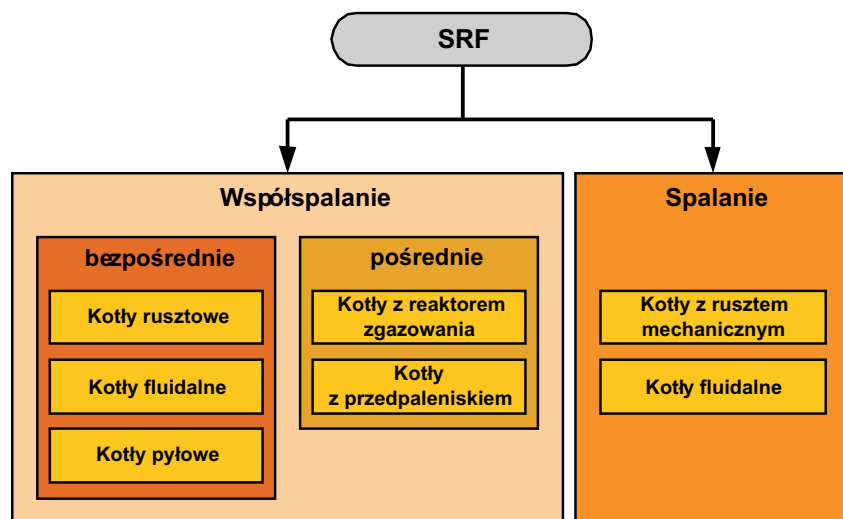 SRF
Współspalanie
bezpośrednie
Kotły rusztowe
Kotły fluidalne
Kotły pyłowe
pośrednie
Kotły z reaktorem
zgazowania
Kotły
z przedpaleniskiem
Spalanie
Kotły z rusztem
mechanicznym
Kotły fluidalne